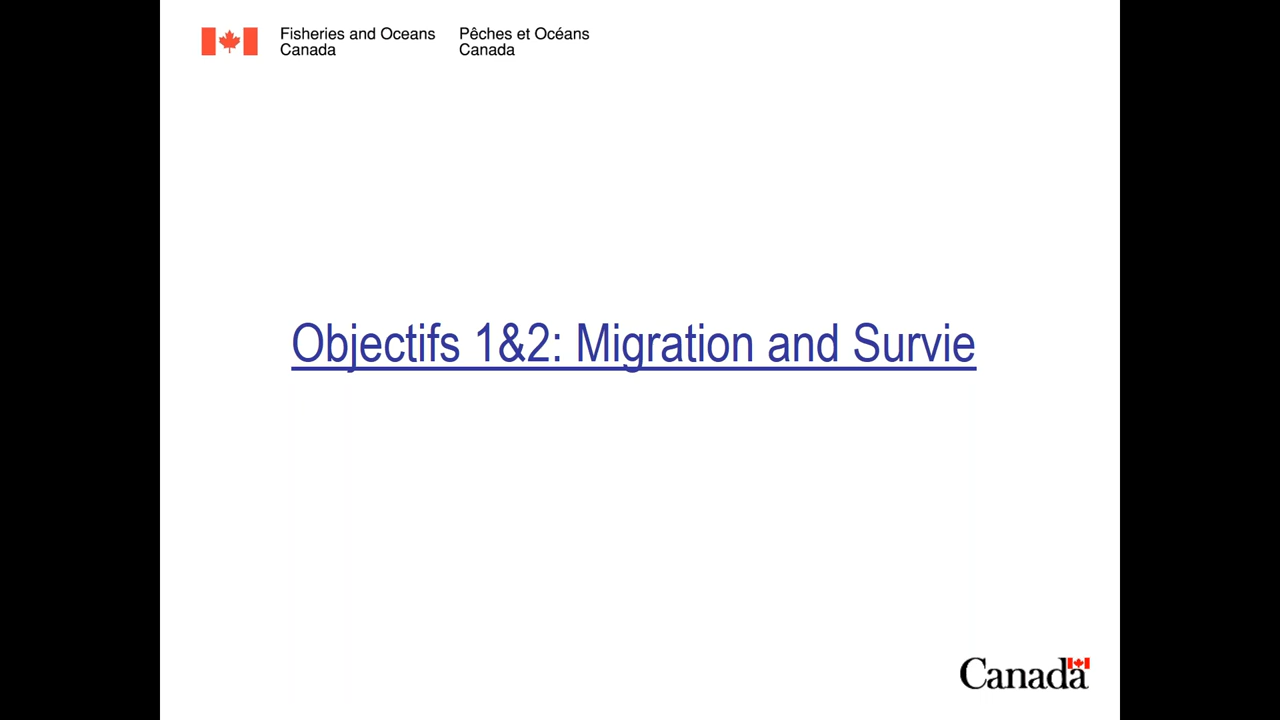 Fisheries and Oceans Pêches et Océans
Canada Canada
Objectifs 1&2: Migration and Survie
Canada